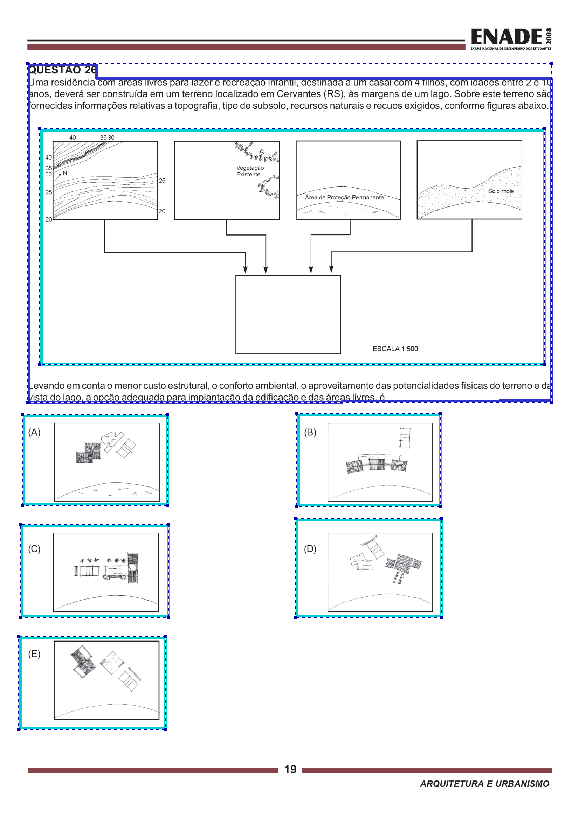 ENADE 2008
EXAME NACIONAL DE DESEMPENHO DOS ESTUDANTES
QUESTÃO 26
Uma residência com áreas livres para lazer e recreação infantil, destinada a um casal com 4 filhos, com idades entre 2 e 10
anos, deverá ser construída em um terreno localizado em Cervantes (RS), às margens de um lago. Sobre este terreno são
fornecidas informações relativas a topografia, tipo de subsolo, recursos naturais e recuos exigidos, conforme figuras abaixo.
40 35 30
40
35
30 N
25 25
20 20
Vegetação
Existente
Área de Proteção Permanente
Solo mole
ESCALA 1:500
Levando em conta o menor custo estrutural, o conforto ambiental, o aproveitamento das potencialidades físicas do terreno e da
vista do lago, a opção adequada para implantação da edificação e das áreas livres, é
(A) (B)
(C) (D)
(E)
19
ARQUITETURA E URBANISMO